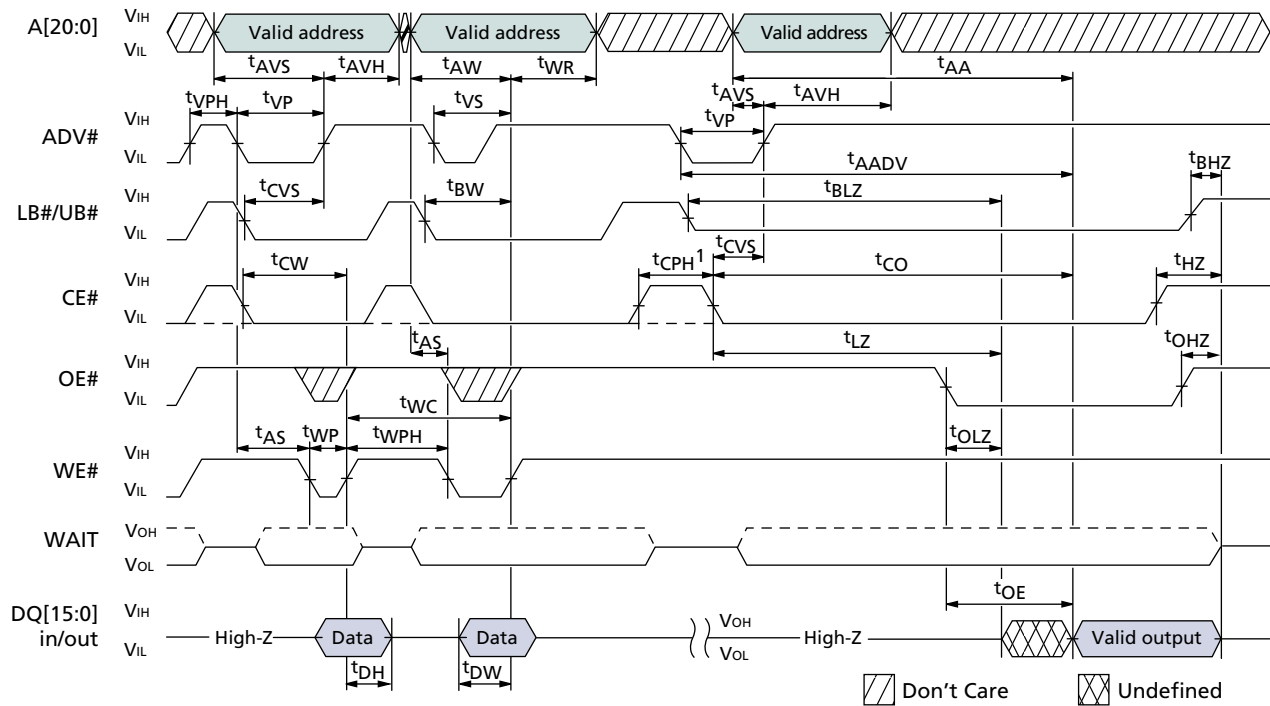 A[20:0] VIH VIL Valid address Valid address Valid address
tAVS tAVH tAW tWR tAA
tVPH tVP tVS tAVS tVP tAVH
ADV# VIH VIL
tAADV tBHZ
LB#/UB# VIH VIL tCVS tBW tBLZ
tCVS
CE# VIH VIL tCW tCPH1 tCO tHZ
tAS tLZ tOHZ
OE# VIH VIL
tWC
tAS tWP tWPH tOLZ
WE# VIH VIL
WAIT VOH VOL
tOE
DQ[15:0] in/out VIH VIL High-Z Data Data VOH VOL High-Z Valid output
tDH tDW
Don't Care Undefined